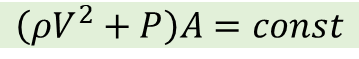 (ρV² + P)A = const